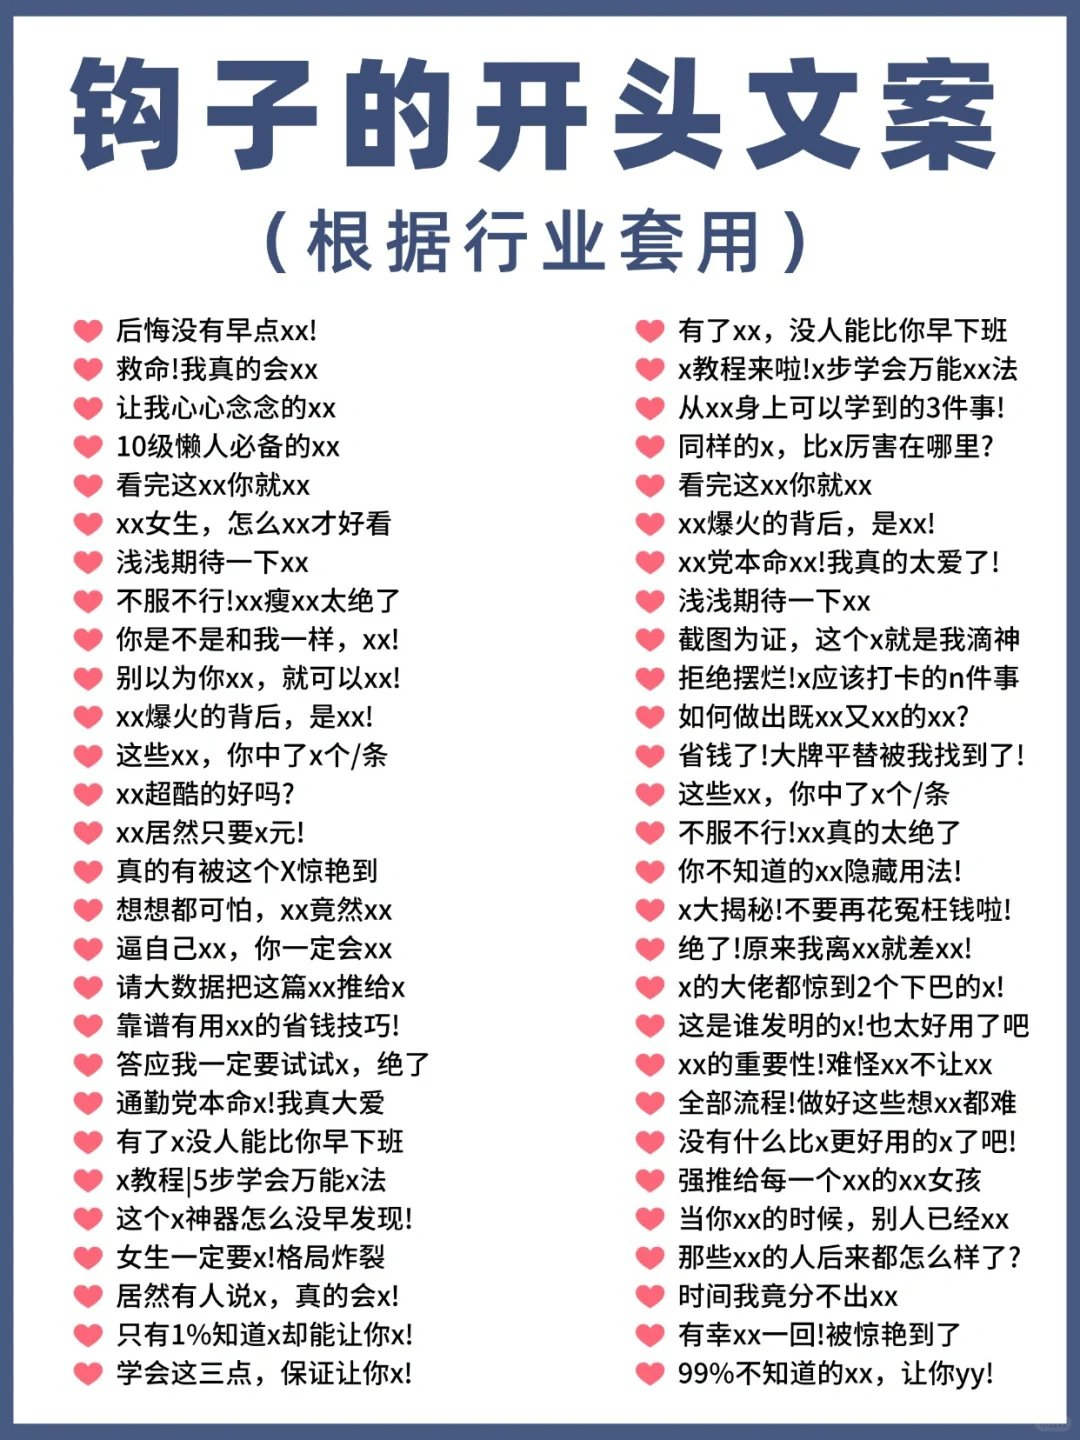 钩子的开头文案
（根据行业套用）
后悔没有早点xx!
救命!我真的会xx
让我心心念念的xx
10级懒人必备的xx
看完这xx你就xx
xx女生，怎么xx才好看
浅浅期待一下xx
不服不行!xx瘦xx太绝了
你是不是和我一样，xx!
别以为你xx，就可以xx!
xx爆火的背后，是xx!
这些xx，你中了x个/条
xx超酷的好吗?
xx居然只要x元!
真的有被这个X惊艳到
想想都可怕，xx竟然xx
逼自己xx，你一定会xx
请大数据把这篇xx推给x
靠谱有用xx的省钱技巧!
答应我一定要试试x，绝了
通勤党本命x!我真大爱
有了x没人能比你早下班
x教程|5步学会万能x法
这个x神器怎么没早发现!
女生一定要x!格局炸裂
居然有人说x，真的会x!
只有1%知道x却能让你x!
学会这三点，保证让你x!
有了xx，没人能比你早下班
x教程来啦!x步学会万能xx法
从xx身上可以学到的3件事!
同样的x，比x厉害在哪里?
看完这xx你就xx
xx爆火的背后，是xx!
xx党本命xx!我真的太爱了!
浅浅期待一下xx
截图为证，这个x就是我滴神
拒绝摆烂!x应该打卡的n件事
如何做出既xx又xx的xx?
省钱了!大牌平替被我找到了!
这些xx，你中了x个/条
不服不行!xx真的太绝了
你不知道的xx隐藏用法!
x大揭秘!不要再花冤枉钱啦!
绝了!原来我离xx就差xx!
x的大佬都惊到2个下巴的x!
这是谁发明的x!也太好用了吧
xx的重要性!难怪xx不让xx
全部流程!做好这些想xx都难
没有什么比x更好用的x了吧!
强推给每一个xx的xx女孩
当你xx的时候，别人已经xx
那些xx的人后来都怎么样了?
时间我竟分不出xx
有幸xx一回!被惊艳到了
99%不知道的xx，让你yy!